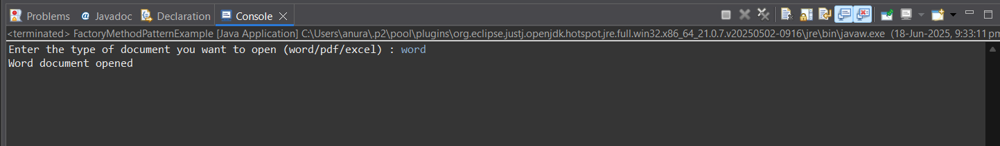 Problems @ Javadoc Declaration Console
<terminated> FactoryMethodPatternExample [Java Application] C:\Users\anura\.p2\pool\plugins\org.eclipse.justj.openjdk.hotspot.jre.full.win32.x86_64_21.0.7.v20250502-0916\jre\bin\javaw.exe (18-Jun-2025, 9:33:11 pm
Enter the type of document you want to open (word/pdf/excel) : word
Word document opened